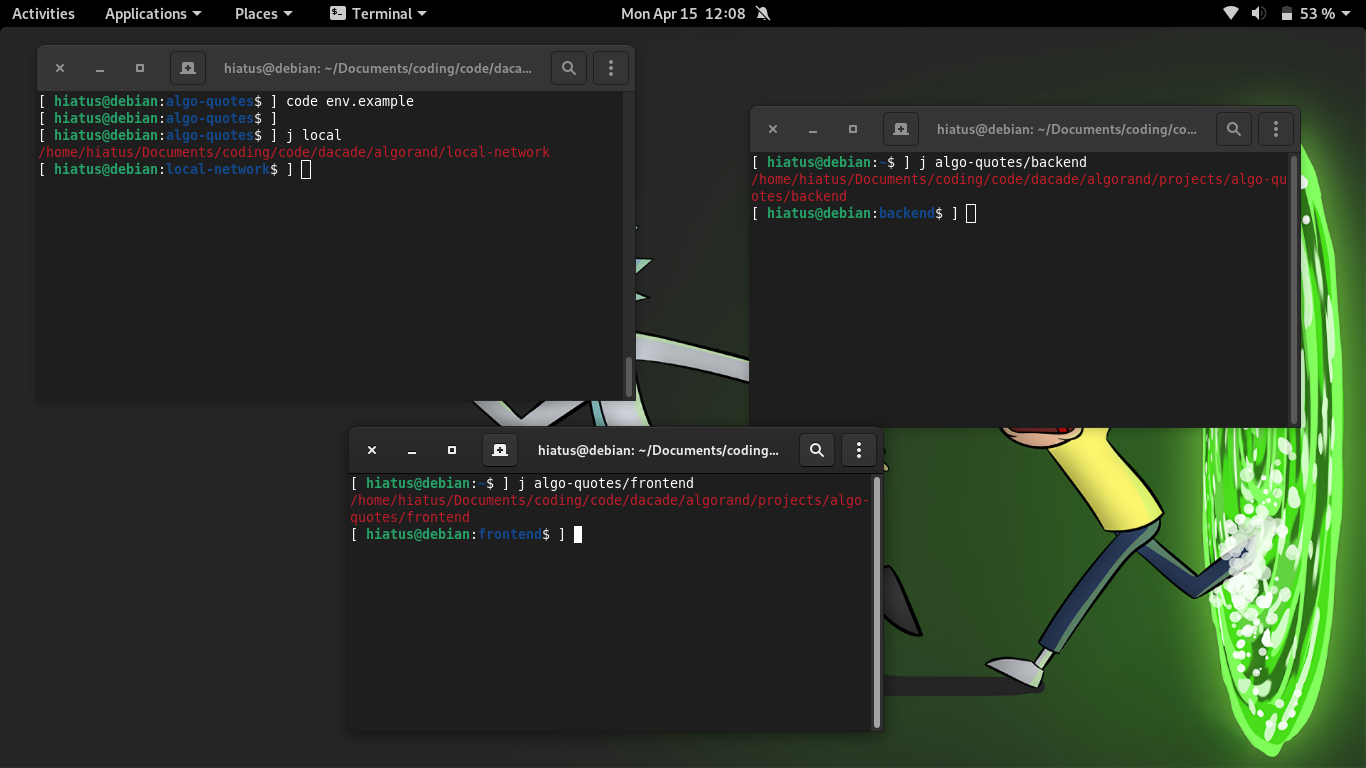 Activities Applications Places Terminal Mon Apr 15 12:08 53 %
hiatus@debian: ~/Documents/coding/code/daca...
[ hiatus@debian:algo-quotes$ ] code env.example
[ hiatus@debian:algo-quotes$ ]
[ hiatus@debian:algo-quotes$ ] j local
/home/hiatus/Documents/coding/code/dacade/algorand/local-network
[ hiatus@debian:local-network$ ]
hiatus@debian: ~/Documents/coding/co...
[ hiatus@debian:~$ ] j algo-quotes/backend
/home/hiatus/Documents/coding/code/dacade/algorand/projects/algo-qu
otes/backend
[ hiatus@debian:backend$ ]
hiatus@debian: ~/Documents/coding...
[ hiatus@debian:~$ ] j algo-quotes/frontend
/home/hiatus/Documents/coding/code/dacade/algorand/projects/algo-
quotes/frontend
[ hiatus@debian:frontend$ ]